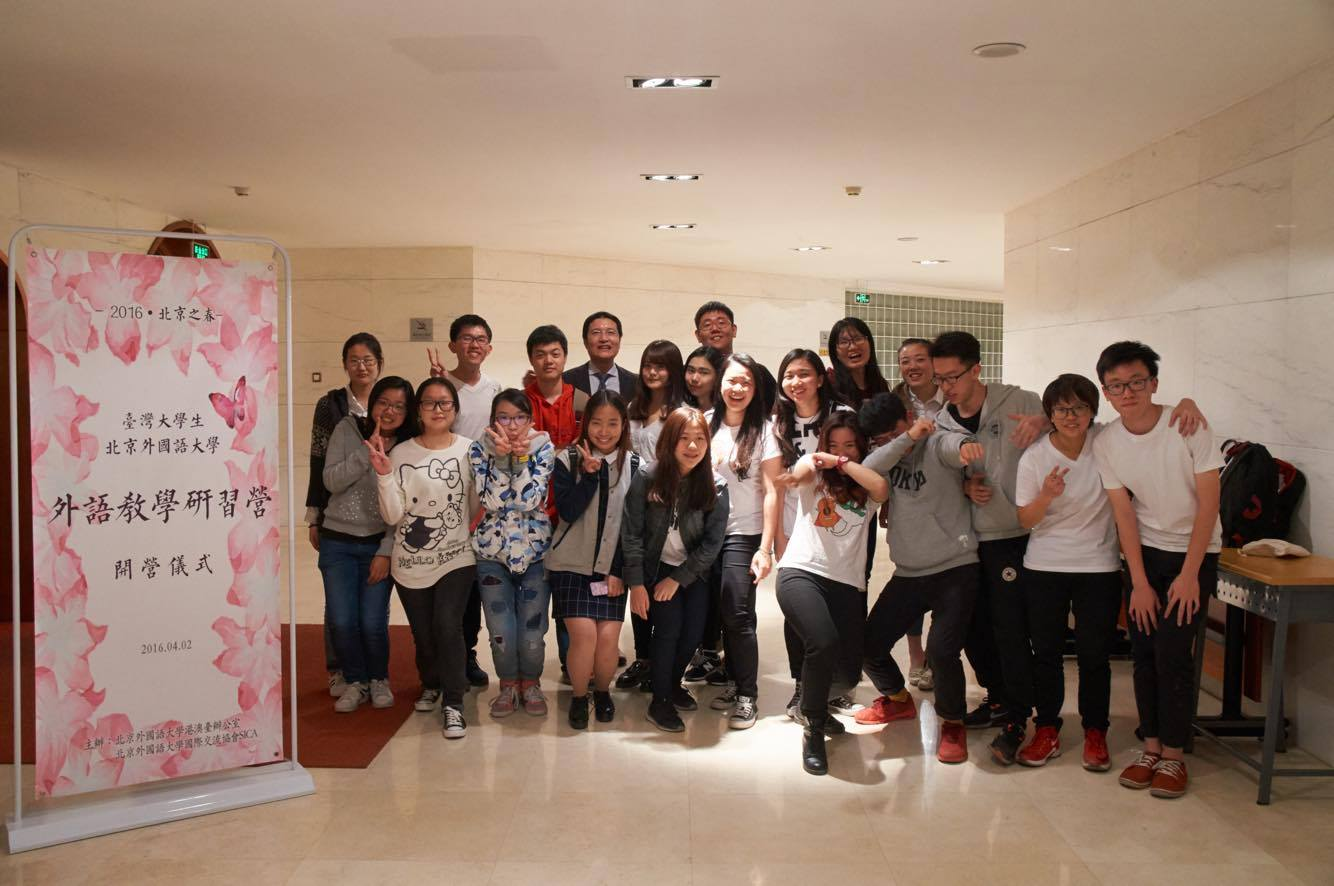 - 2016•北京之春-
臺灣大學生
北京外國語大學
外語教學研習營
開營儀式
2016.04.02
主辦：北京外國語大學港澳臺辦公室
北京外國語大學國際交流協會SICA